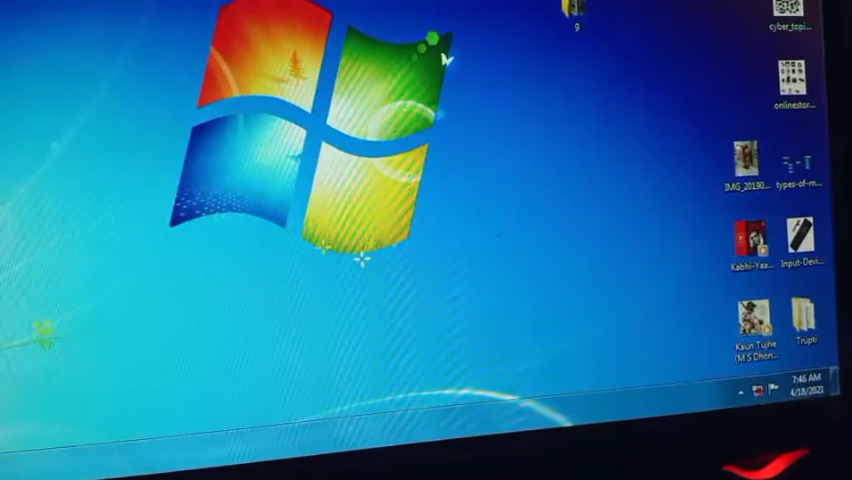 9
cyber_topi...
onlinestor...
IMG_20190...
types-of-m...
Kabhi-Yaa...
Input-Devi...
Kaun Tujhe
(M S Dhon...
Trupti
7:46 AM
4/18/2021